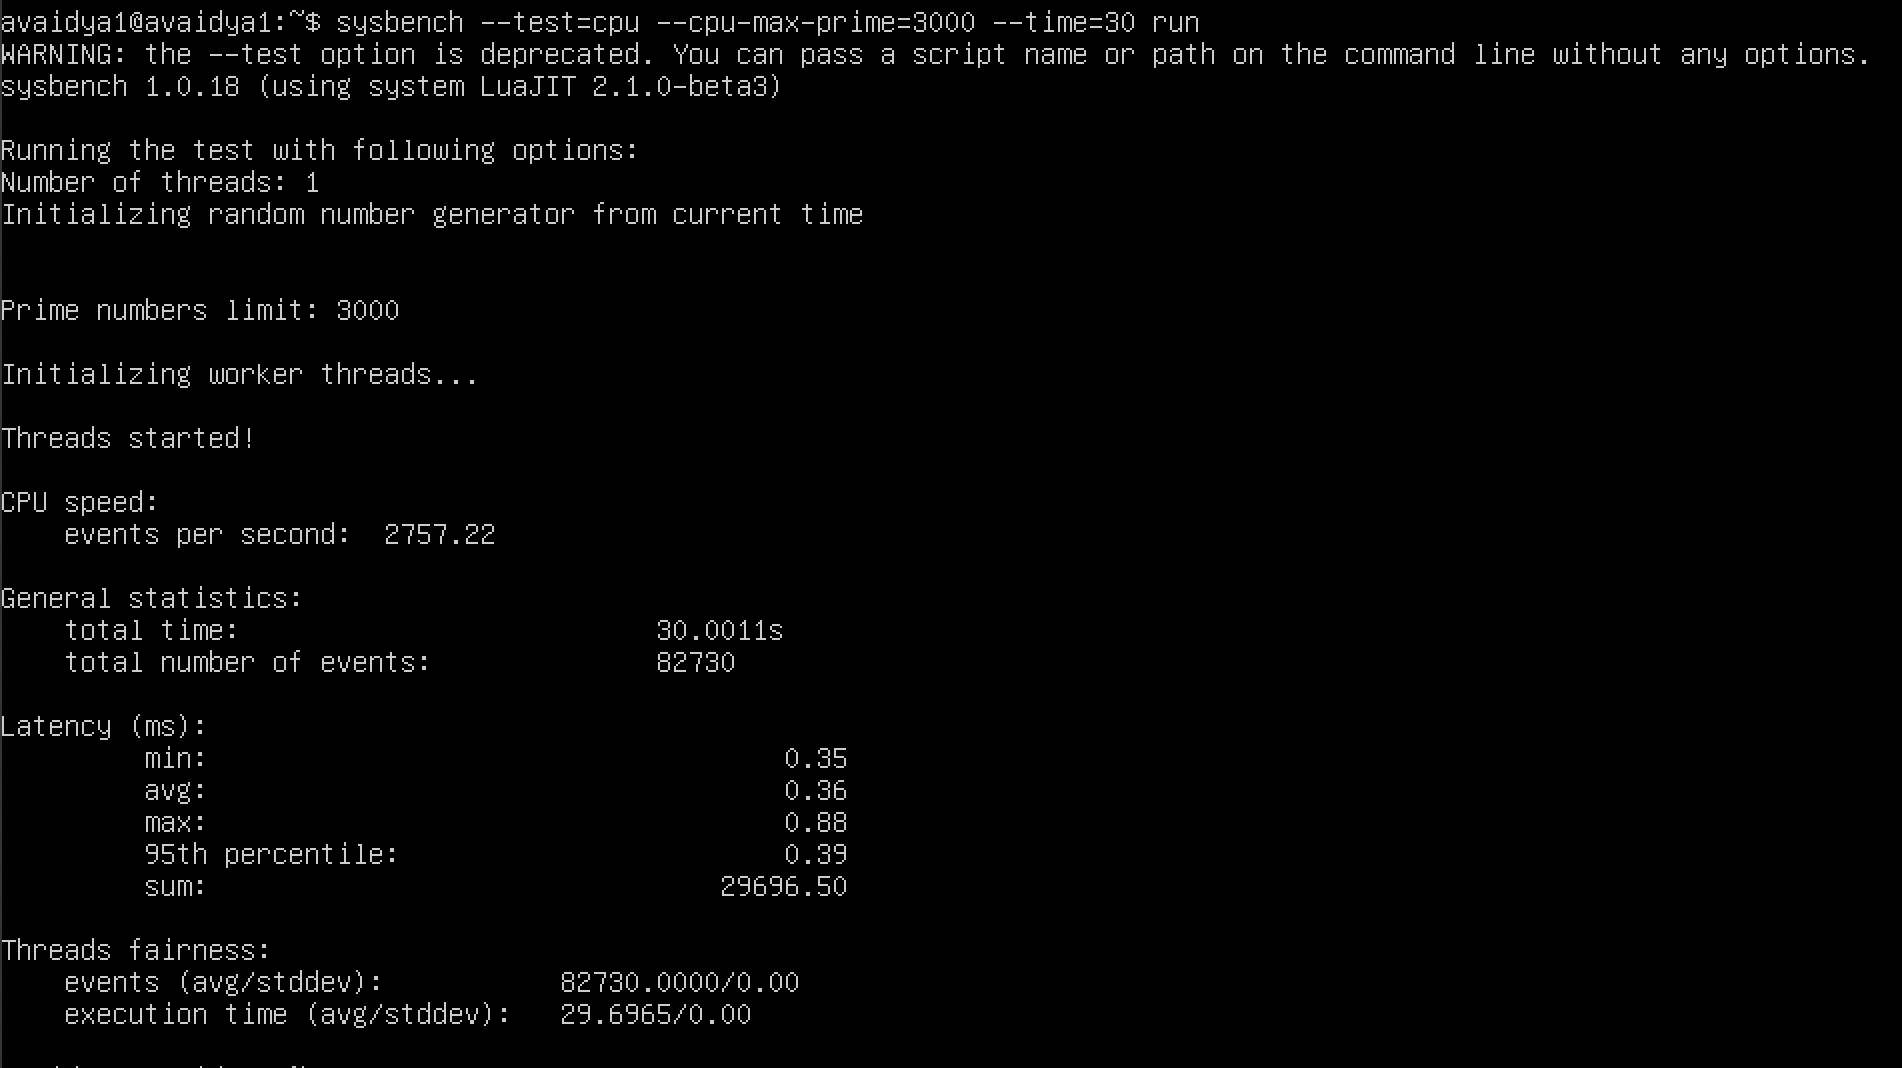 avaidya1@avaidya1:~$ sysbench --test=cpu --cpu-max-prime=3000 --time=30 run
WARNING: the --test option is deprecated. You can pass a script name or path on the command line without any options.
sysbench 1.0.18 (using system LuaJIT 2.1.0-beta3)
Running the test with following options:
Number of threads: 1
Initializing random number generator from current time
Prime numbers limit: 3000
Initializing worker threads...
Threads started!
CPU speed:
events per second: 2757.22
General statistics:
total time: 30.0011s
total number of events: 82730
Latency (ms):
min: 0.35
avg: 0.36
max: 0.88
95th percentile: 0.39
sum: 29696.50
Threads fairness:
events (avg/stddev): 82730.0000/0.00
execution time (avg/stddev): 29.6965/0.00